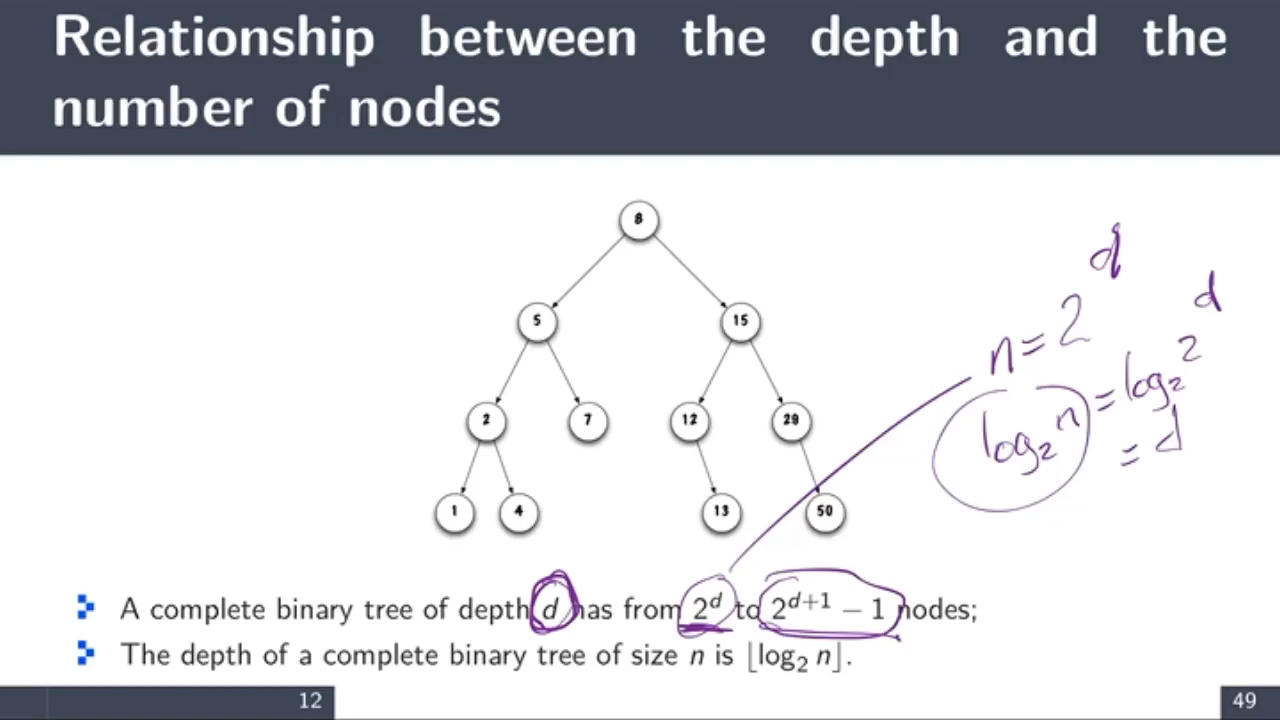 Relationship between the depth and the
number of nodes
8
5 15
2 7 12 29
1 4 13 50
n = 2^d
log₂ n = log₂ 2^d
= d
A complete binary tree of depth d has from 2^d to 2^{d+1} − 1 nodes;
The depth of a complete binary tree of size n is ⌊log₂ n⌋.
12 49